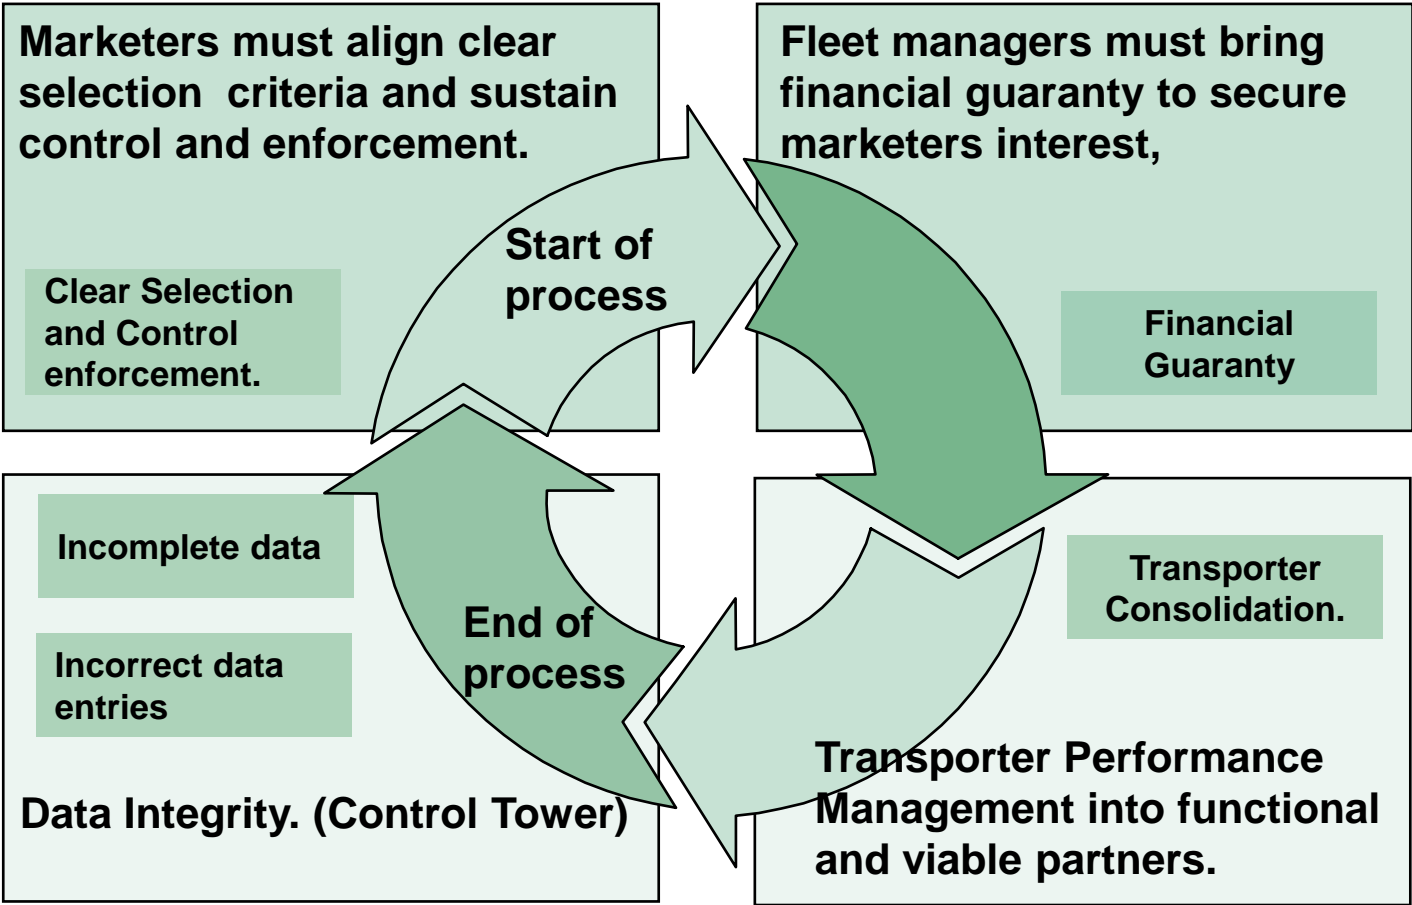 Marketers must align clear
selection criteria and sustain
control and enforcement.
Clear Selection
and Control
enforcement.
Start of
process
Fleet managers must bring
financial guaranty to secure
marketers interest,
Financial
Guaranty
Transporter
Consolidation.
Transporter Performance
Management into functional
and viable partners.
End of
process
Incomplete data
Incorrect data
entries
Data Integrity. (Control Tower)